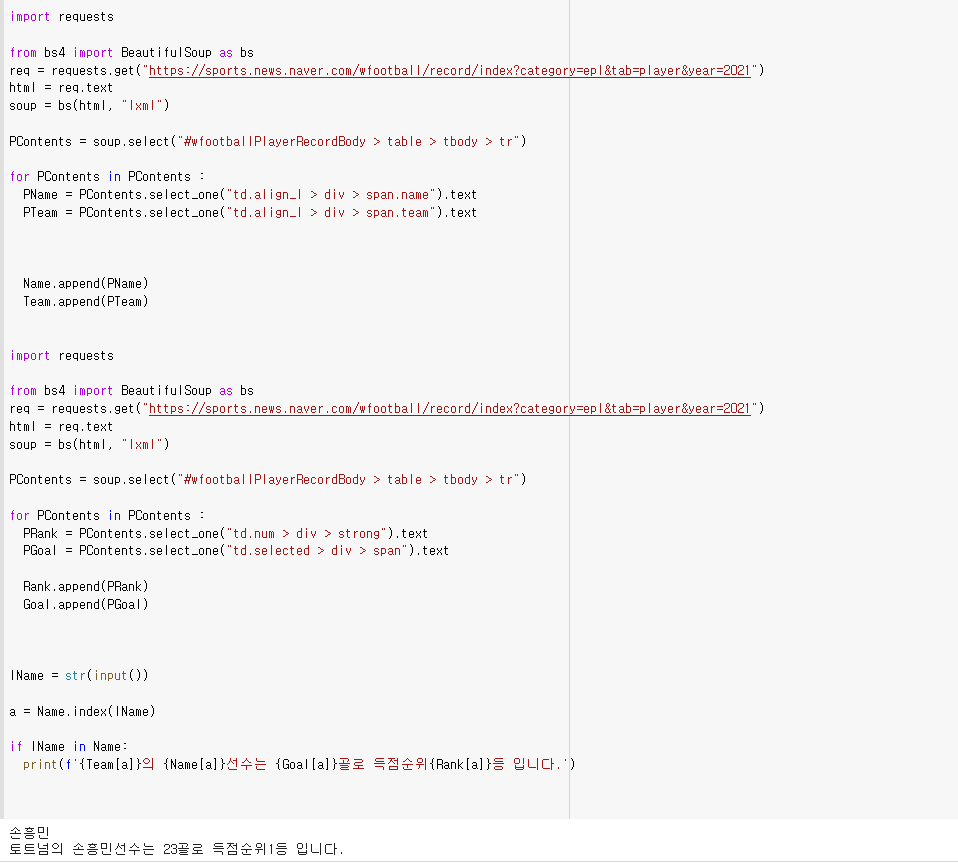 import requests
from bs4 import BeautifulSoup as bs
req = requests.get("https://sports.news.naver.com/wfootball/record/index?category=epl&tab=player&year=2021")
html = req.text
soup = bs(html, "lxml")
PContents = soup.select("#wfootballPlayerRecordBody > table > tbody > tr")
for PContents in PContents :
  PName = PContents.select_one("td.align_l > div > span.name").text
  PTeam = PContents.select_one("td.align_l > div > span.team").text
  Name.append(PName)
  Team.append(PTeam)
import requests
from bs4 import BeautifulSoup as bs
req = requests.get("https://sports.news.naver.com/wfootball/record/index?category=epl&tab=player&year=2021")
html = req.text
soup = bs(html, "lxml")
PContents = soup.select("#wfootballPlayerRecordBody > table > tbody > tr")
for PContents in PContents :
  PRank = PContents.select_one("td.num > div > strong").text
  PGoal = PContents.select_one("td.selected > div > span").text
  Rank.append(PRank)
  Goal.append(PGoal)
IName = str(input())
a = Name.index(IName)
if IName in Name:
  print(f'{Team[a]}의 {Name[a]}선수는 {Goal[a]}골로 득점순위{Rank[a]}등 입니다.')
손흥민
토트넘의 손흥민선수는 23골로 득점순위1등 입니다.